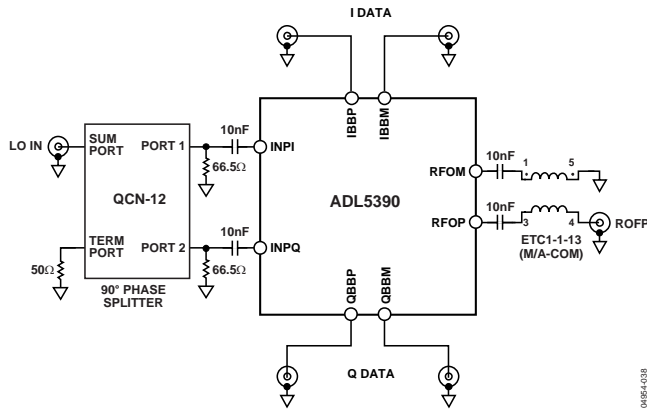 I DATA
LO IN
SUM
PORT
PORT 1
10nF
INPI
66.5Ω
QCN-12
TERM
PORT
PORT 2
10nF
INPQ
66.5Ω
50Ω
90° PHASE
SPLITTER
IBBP
IBBM
ADL5390
QBBP
QBBM
RFOM
10nF
1
5
RFOP
10nF
3
4
ROFP
ETC1-1-13
(M/A-COM)
Q DATA
04954-038